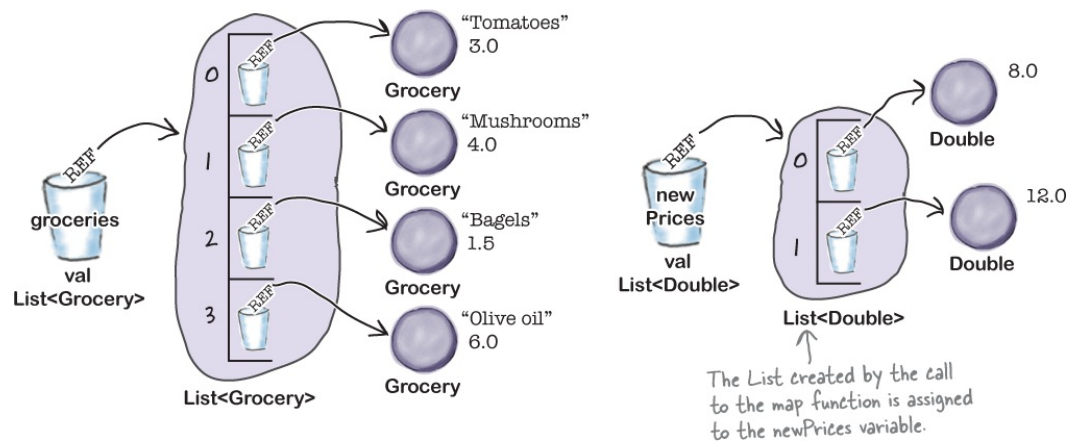 REF
groceries
val
List<Grocery>
0
REF
1
REF
2
REF
3
REF
List<Grocery>
“Tomatoes”
3.0
Grocery
“Mushrooms”
4.0
Grocery
“Bagels”
1.5
Grocery
“Olive oil”
6.0
Grocery
REF
new
Prices
val
List<Double>
0
REF
1
REF
List<Double>
8.0
Double
12.0
Double
The List created by the call
to the map function is assigned
to the newPrices variable.